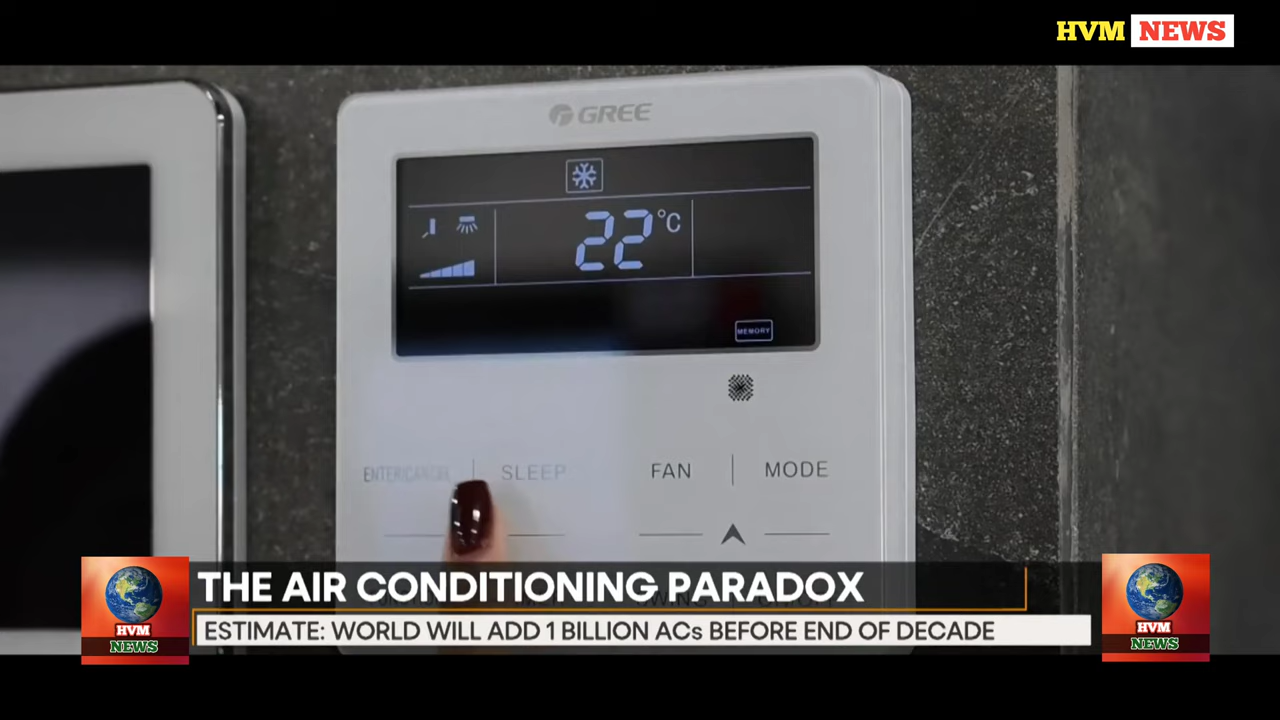 HVM NEWS
GREE
22°C
MEMORY
SLEEP
FAN
MODE
THE AIR CONDITIONING PARADOX
ESTIMATE: WORLD WILL ADD 1 BILLION ACs BEFORE END OF DECADE
HVM
NEWS
HVM
NEWS